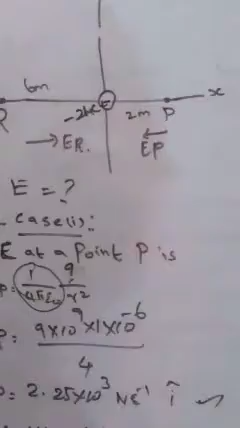 6m
x
2m P
→ ER. ← EP
E = ?
Case(i):
E at a Point P is
1/4πε₀ q/r²
9×10⁹×1×10⁻⁶
4
2.25×10³ NC⁻¹ î